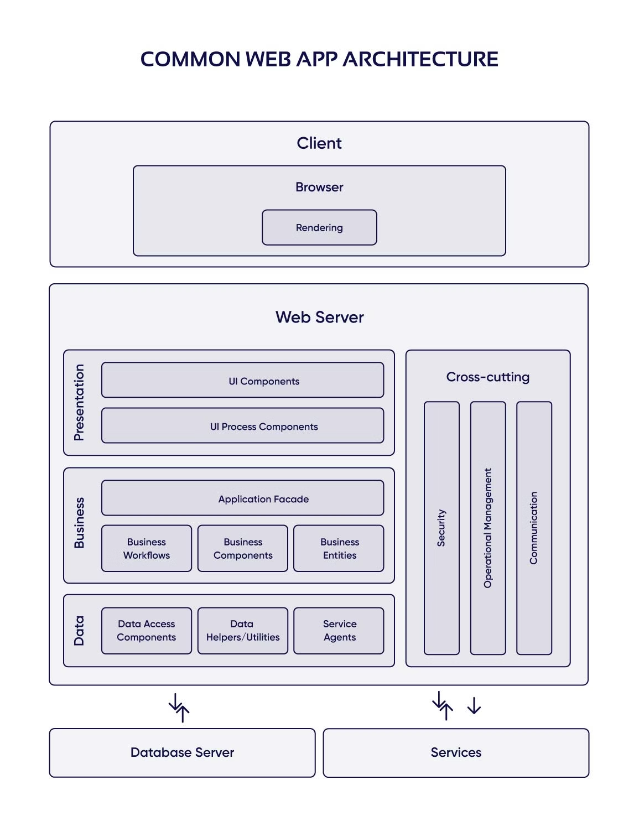 COMMON WEB APP ARCHITECTURE
Client
Browser
Rendering
Web Server
Presentation
UI Components
UI Process Components
Business
Application Facade
Business
Workflows
Business
Components
Business
Entities
Data
Data Access
Components
Data
Helpers/Utilities
Service
Agents
Cross-cutting
Security
Operational Management
Communication
Database Server
Services